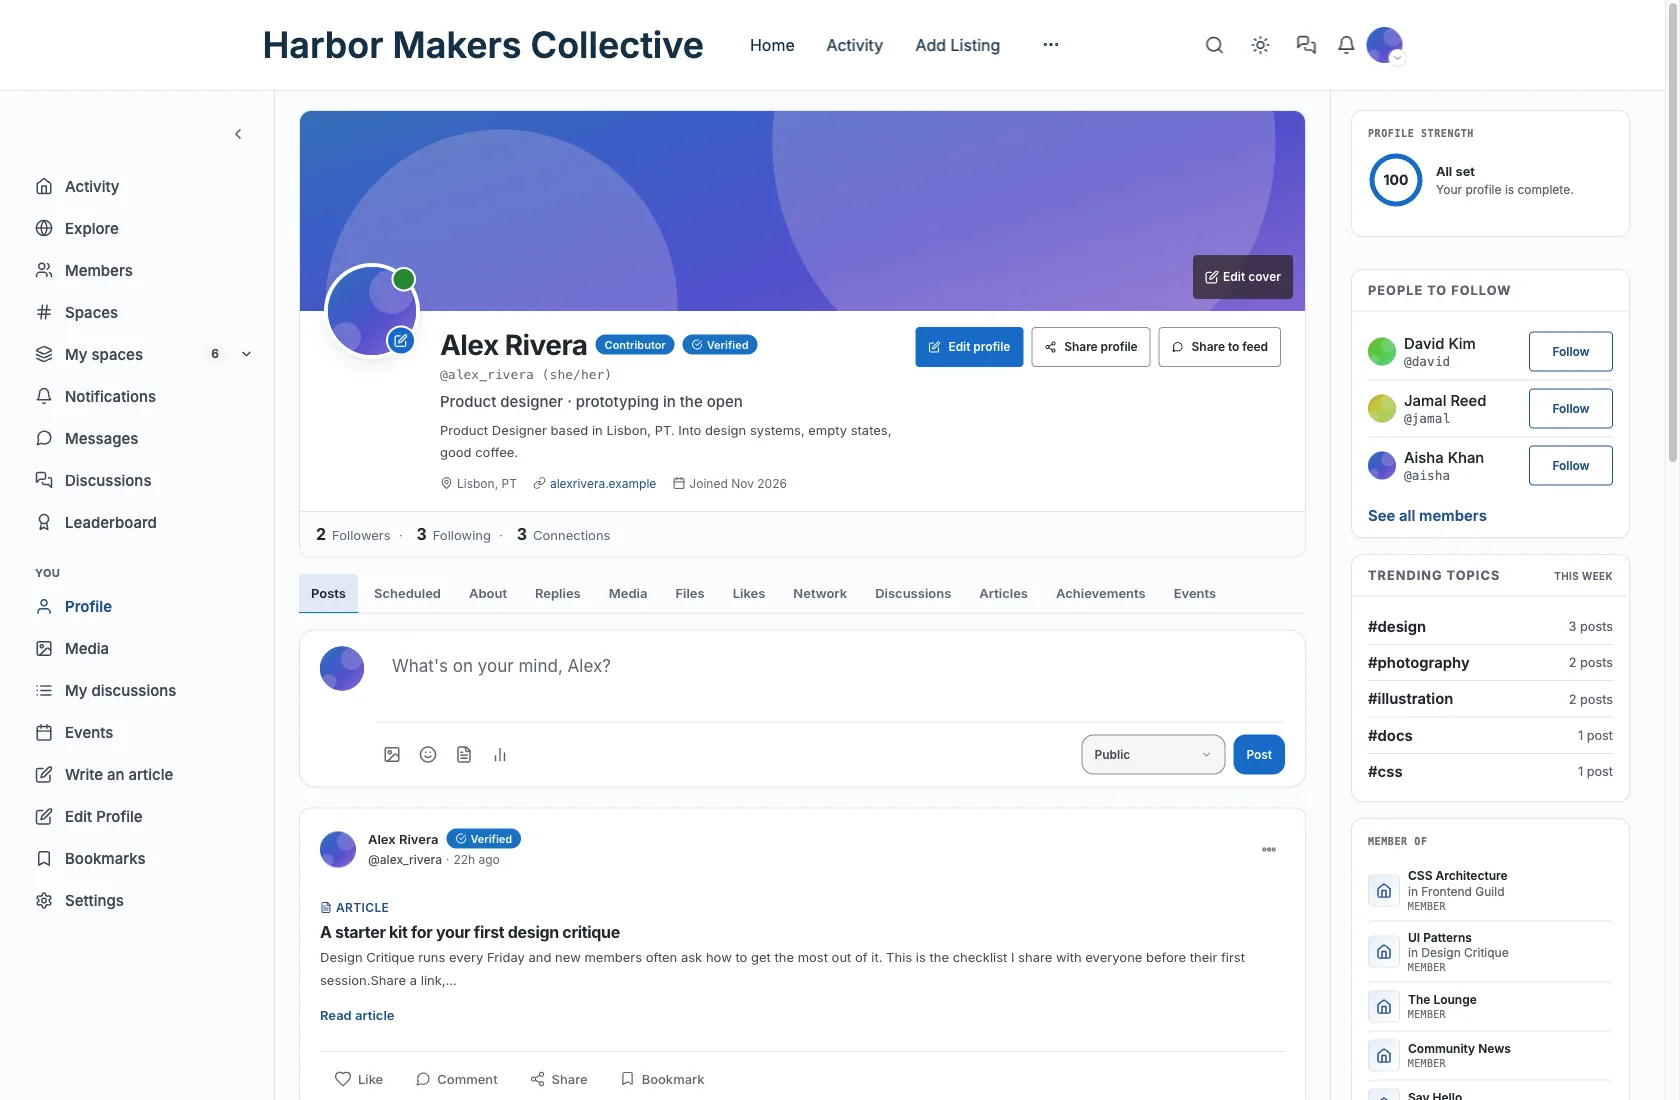 Harbor Makers Collective
Home
Activity
Add Listing
Activity
Explore
Members
Spaces
My spaces 6
Notifications
Messages
Discussions
Leaderboard
YOU
Profile
Media
My discussions
Events
Write an article
Edit Profile
Bookmarks
Settings
Edit cover
Alex Rivera Contributor Verified
@alex_rivera (she/her)
Product designer · prototyping in the open
Product Designer based in Lisbon, PT. Into design systems, empty states,
good coffee.
Lisbon, PT alexrivera.example Joined Nov 2026
Edit profile
Share profile
Share to feed
2 Followers · 3 Following · 3 Connections
Posts Scheduled About Replies Media Files Likes Network Discussions Articles Achievements Events
What's on your mind, Alex?
Public
Post
Alex Rivera Verified
@alex_rivera · 22h ago
ARTICLE
A starter kit for your first design critique
Design Critique runs every Friday and new members often ask how to get the most out of it. This is the checklist I share with everyone before their first
session.Share a link,...
Read article
Like Comment Share Bookmark
PROFILE STRENGTH
100
All set
Your profile is complete.
PEOPLE TO FOLLOW
David Kim
@david
Follow
Jamal Reed
@jamal
Follow
Aisha Khan
@aisha
Follow
See all members
TRENDING TOPICS THIS WEEK
#design 3 posts
#photography 2 posts
#illustration 2 posts
#docs 1 post
#css 1 post
MEMBER OF
CSS Architecture
in Frontend Guild
MEMBER
UI Patterns
in Design Critique
MEMBER
The Lounge
MEMBER
Community News
MEMBER
Say Hello